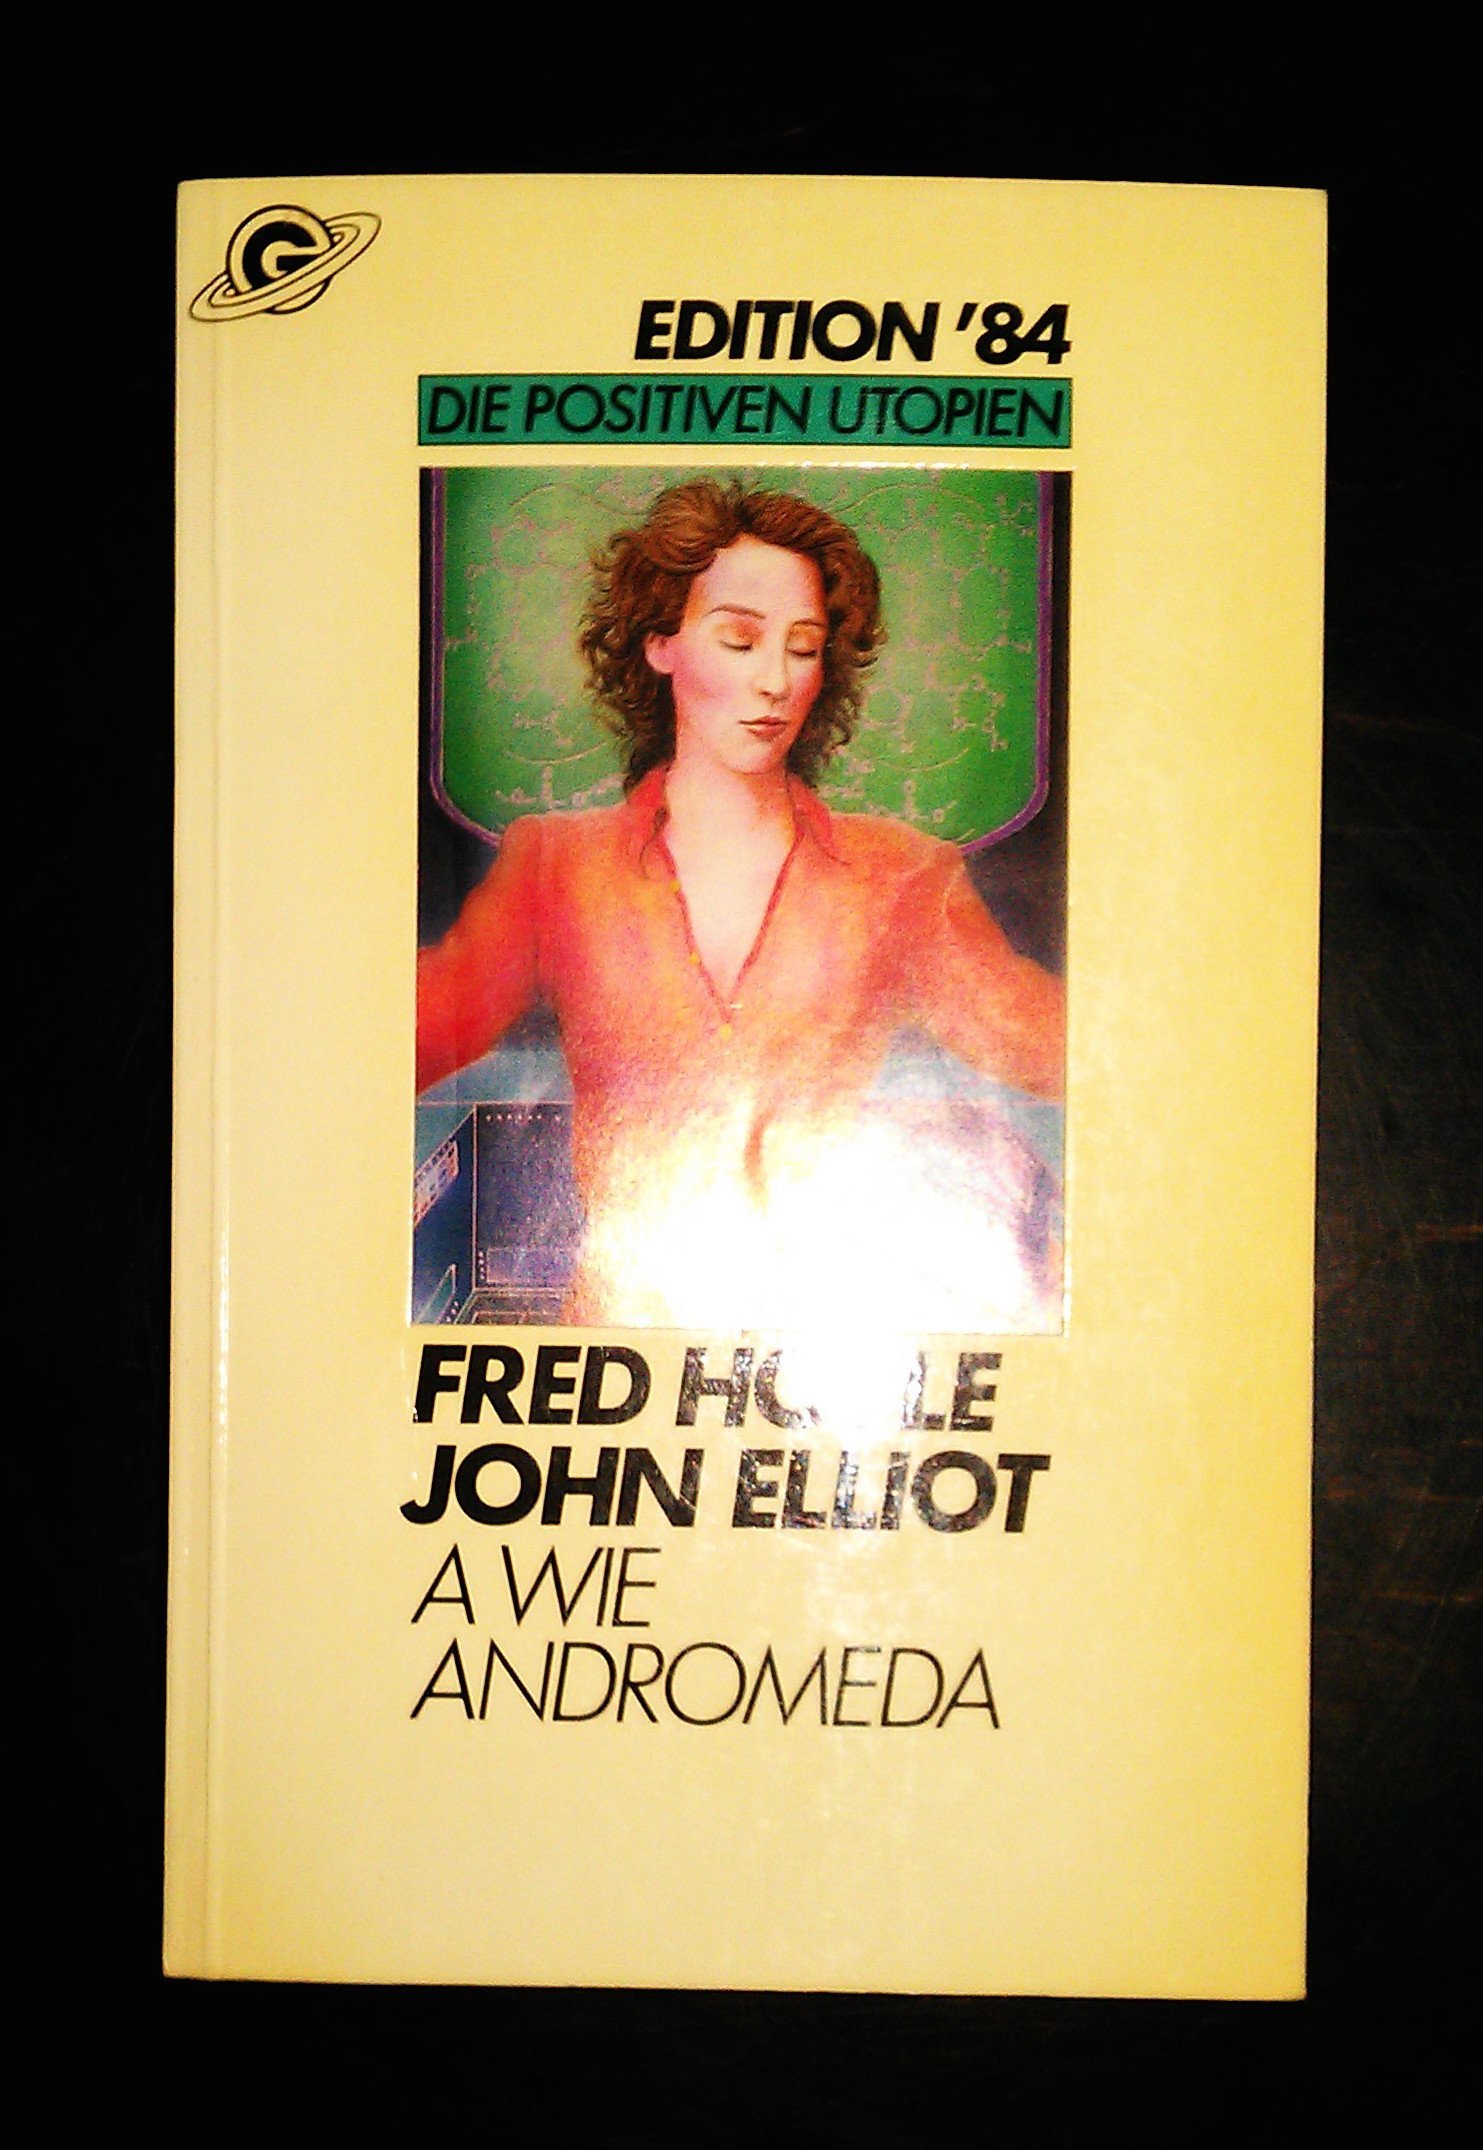 G
EDITION '84
DIE POSITIVEN UTOPIEN
FRED
JOHN ELLIOT
A WIE
ANDROMEDA